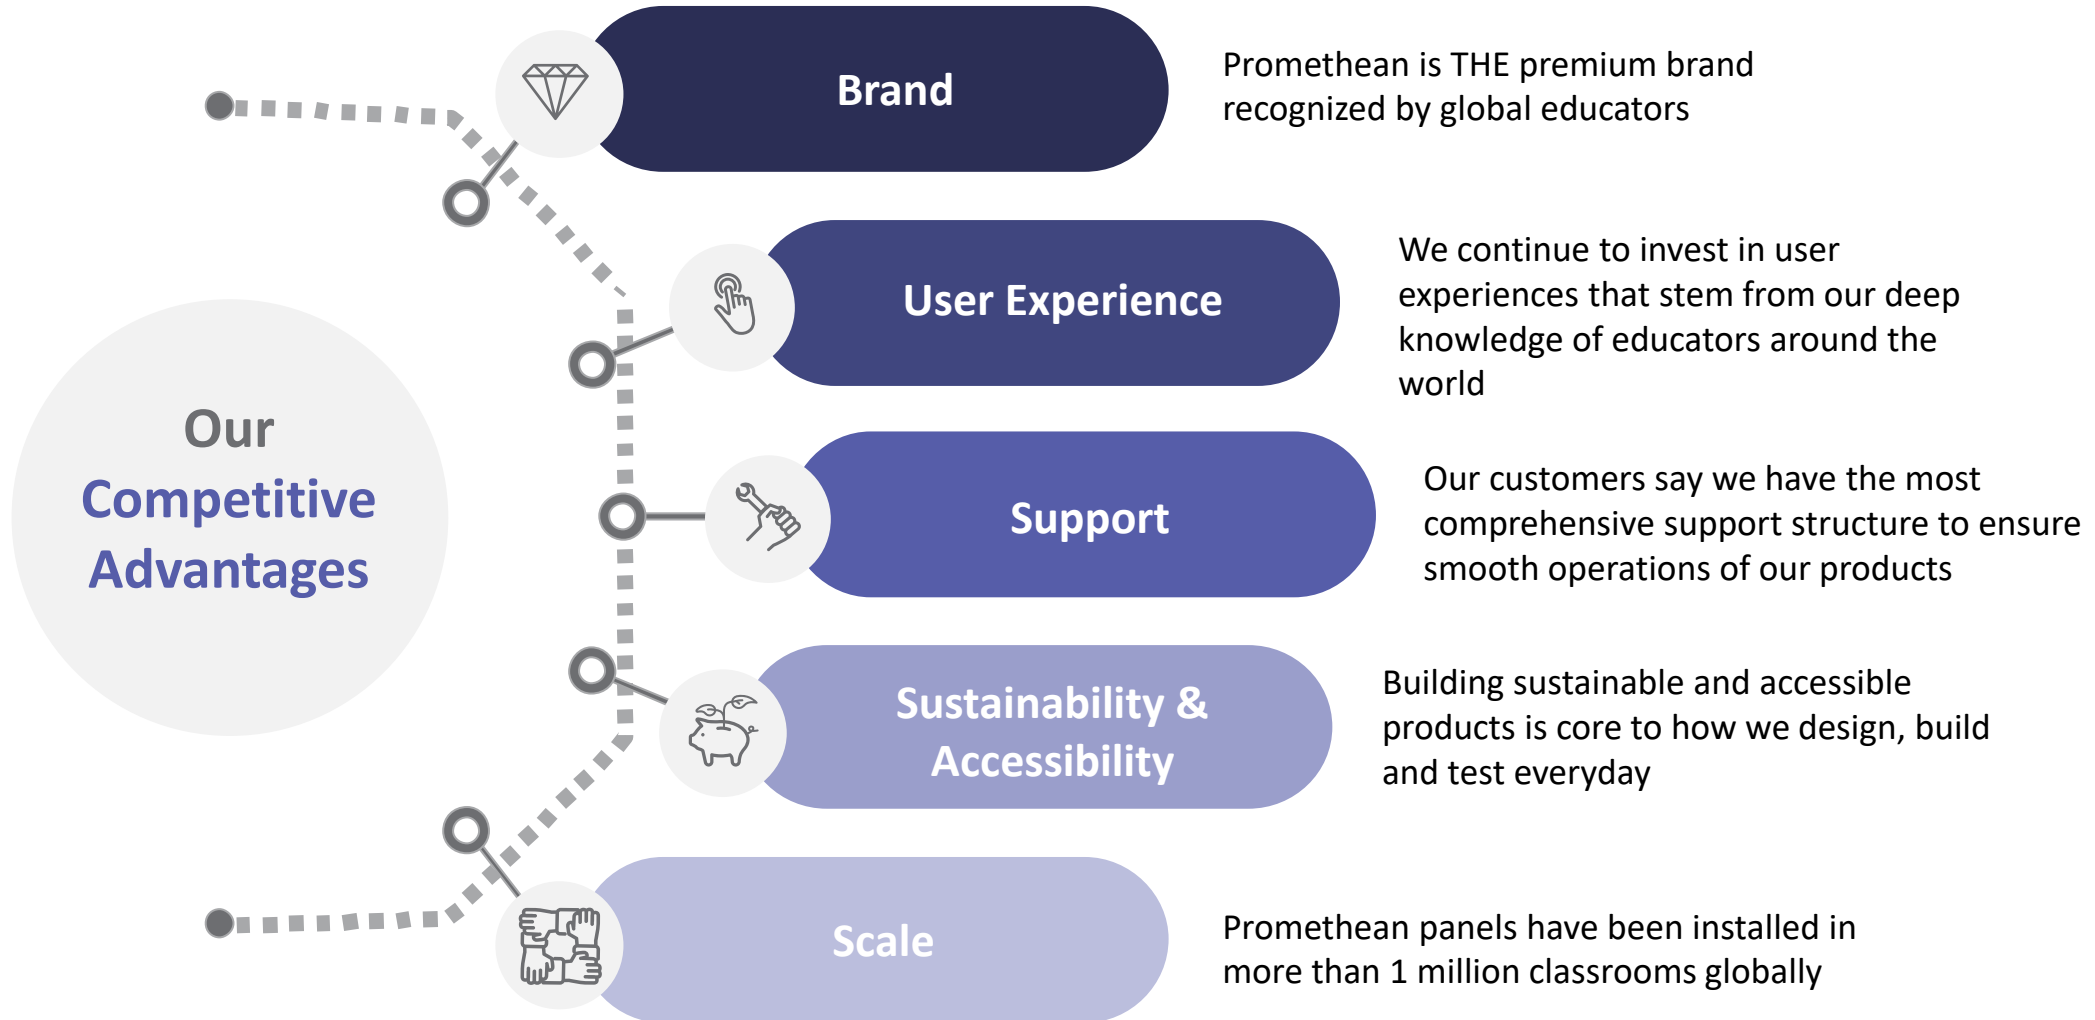 Our
Competitive
Advantages
Brand
Promethean is THE premium brand
recognized by global educators
User Experience
We continue to invest in user
experiences that stem from our deep
knowledge of educators around the
world
Support
Our customers say we have the most
comprehensive support structure to ensure
smooth operations of our products
Sustainability &
Accessibility
Building sustainable and accessible
products is core to how we design, build
and test everyday
Scale
Promethean panels have been installed in
more than 1 million classrooms globally